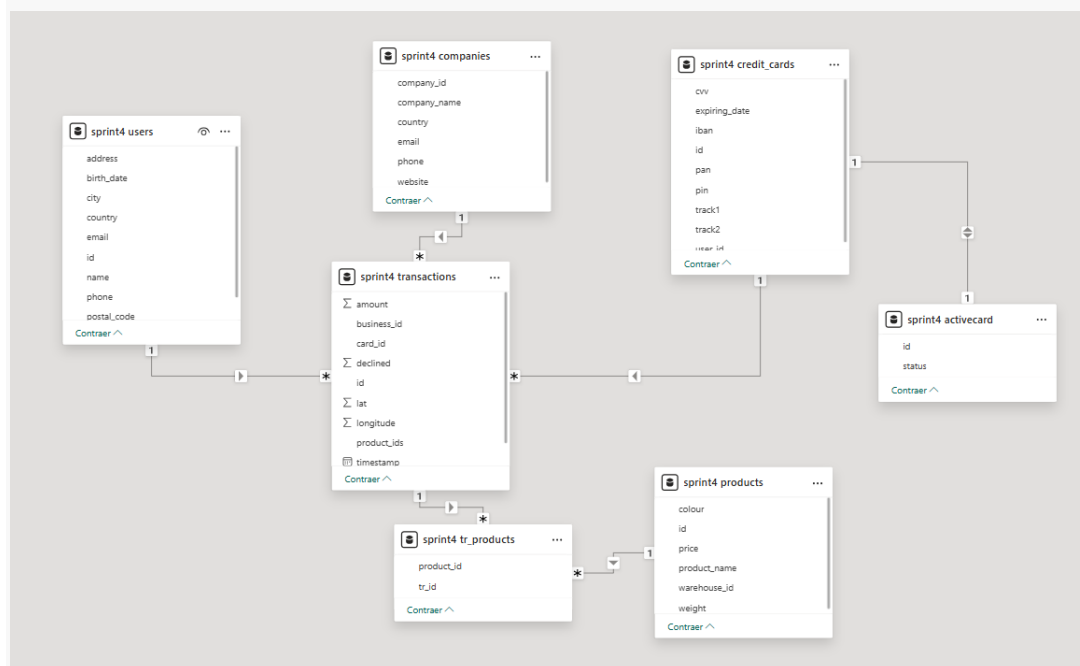 sprint4 companies
company_id
company_name
country
email
phone
website
Contraer
sprint4 credit_cards
cvv
expiring_date
iban
id
pan
pin
track1
track2
user_id
Contraer
sprint4 users
address
birth_date
city
country
email
id
name
phone
postal_code
Contraer
1
1
1
1
1
*
sprint4 transactions
amount
business_id
card_id
declined
id
lat
longitude
product_ids
timestamp
Contraer
*
*
sprint4 activecard
id
status
Contraer
1
*
sprint4 tr_products
product_id
tr_id
Contraer
*
1
sprint4 products
colour
id
price
product_name
warehouse_id
weight
Contraer